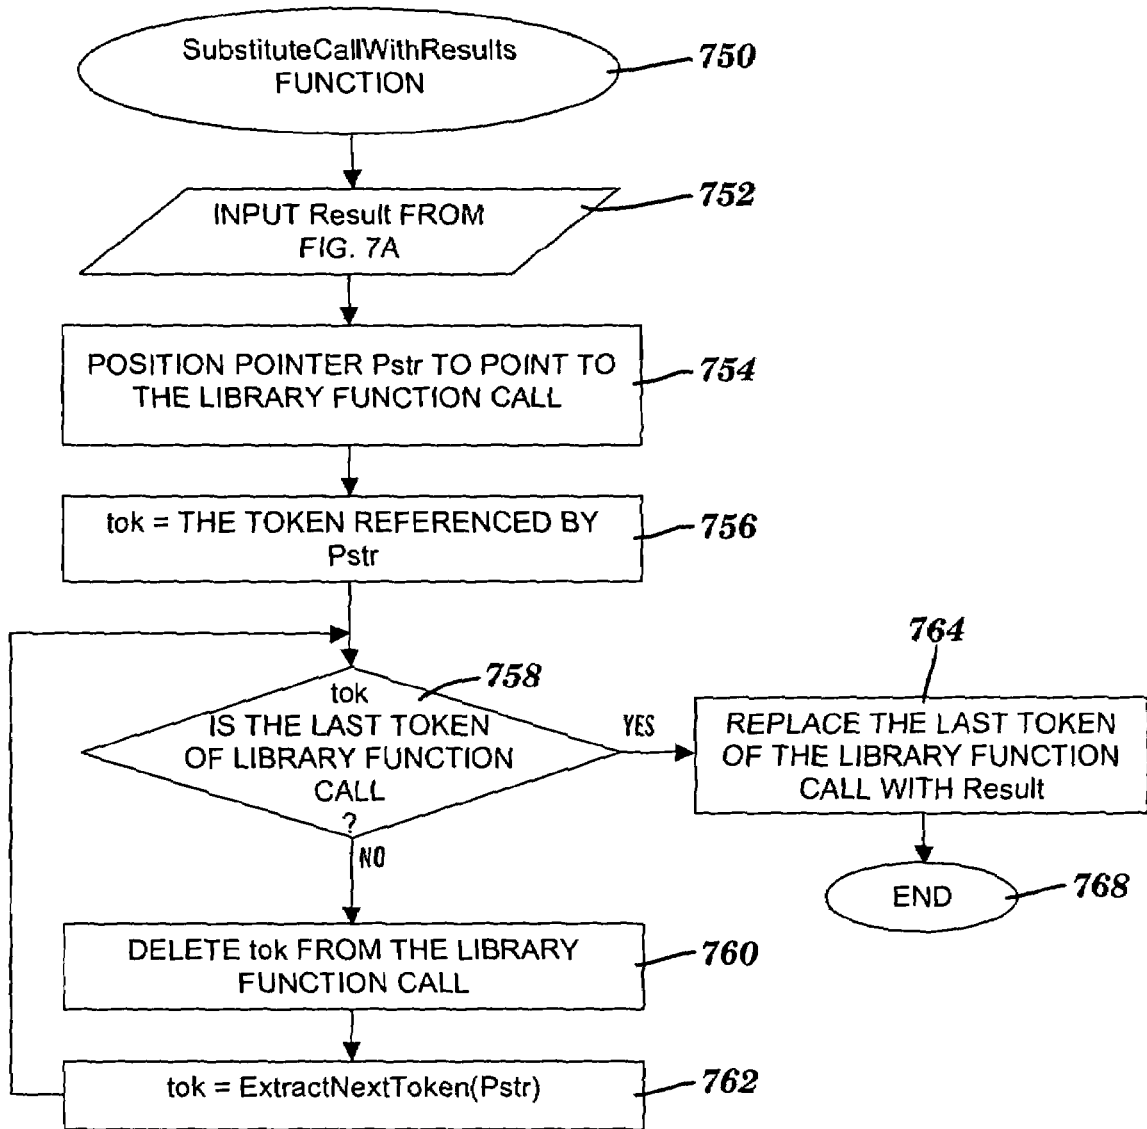 SubstituteCallWithResults
FUNCTION
750
INPUT Result FROM
FIG. 7A
752
POSITION POINTER Pstr TO POINT TO
THE LIBRARY FUNCTION CALL
754
tok = THE TOKEN REFERENCED BY
Pstr
756
758
tok
IS THE LAST TOKEN
OF LIBRARY FUNCTION
CALL
?
YES
NO
764
REPLACE THE LAST TOKEN
OF THE LIBRARY FUNCTION
CALL WITH Result
END
768
DELETE tok FROM THE LIBRARY
FUNCTION CALL
760
tok = ExtractNextToken(Pstr)
762